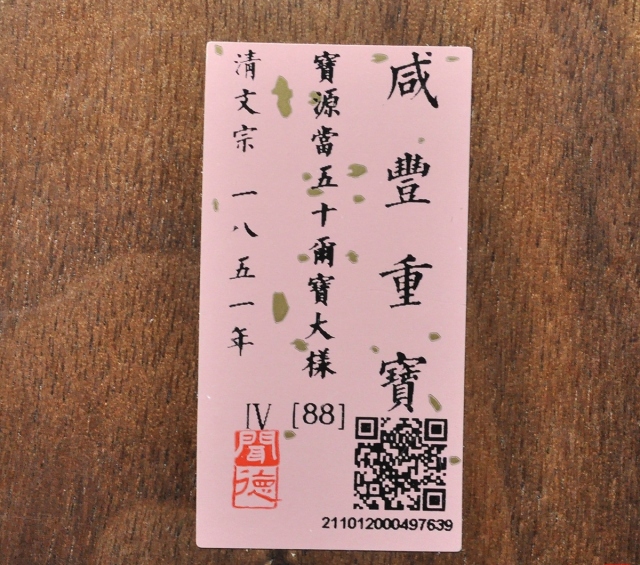 咸豐重寶
寶源當五十爾寶大樣
清文宗 一八五一年
IV [88]
聞德
211012000497639